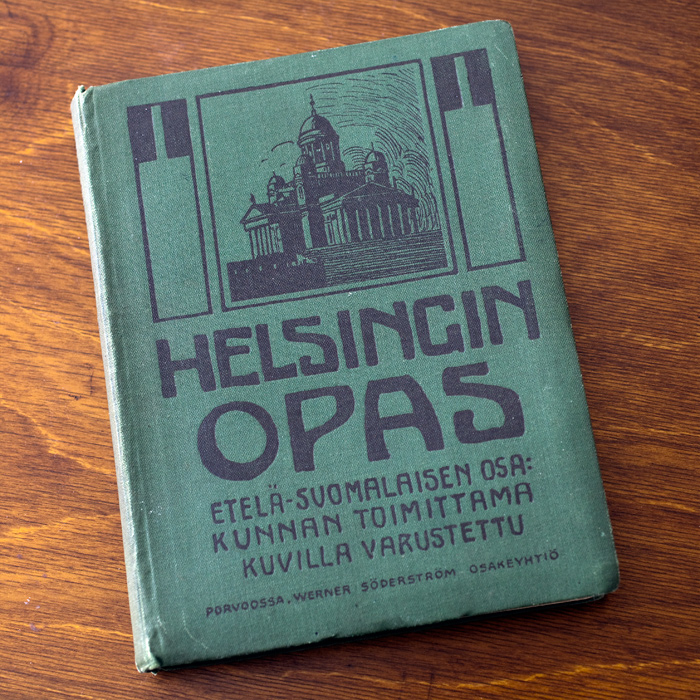 HELSINGIN
OPAS
ETELÄ-SUOMALAISEN OSA:
KUNNAN TOIMITTAMA
KUVILLA VARUSTETTU
PORVOOSSA, WERNER SÖDERSTRÖM OSAKEYHTIÖ